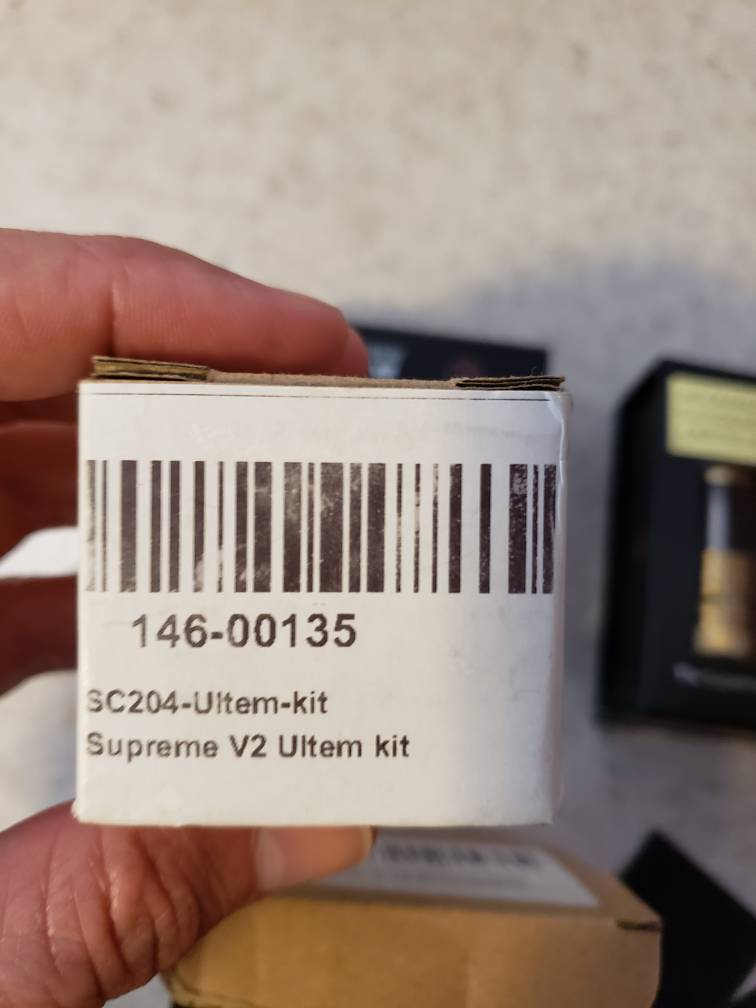 146-00135
SC204-Ultem-kit
Supreme V2 Ultem kit